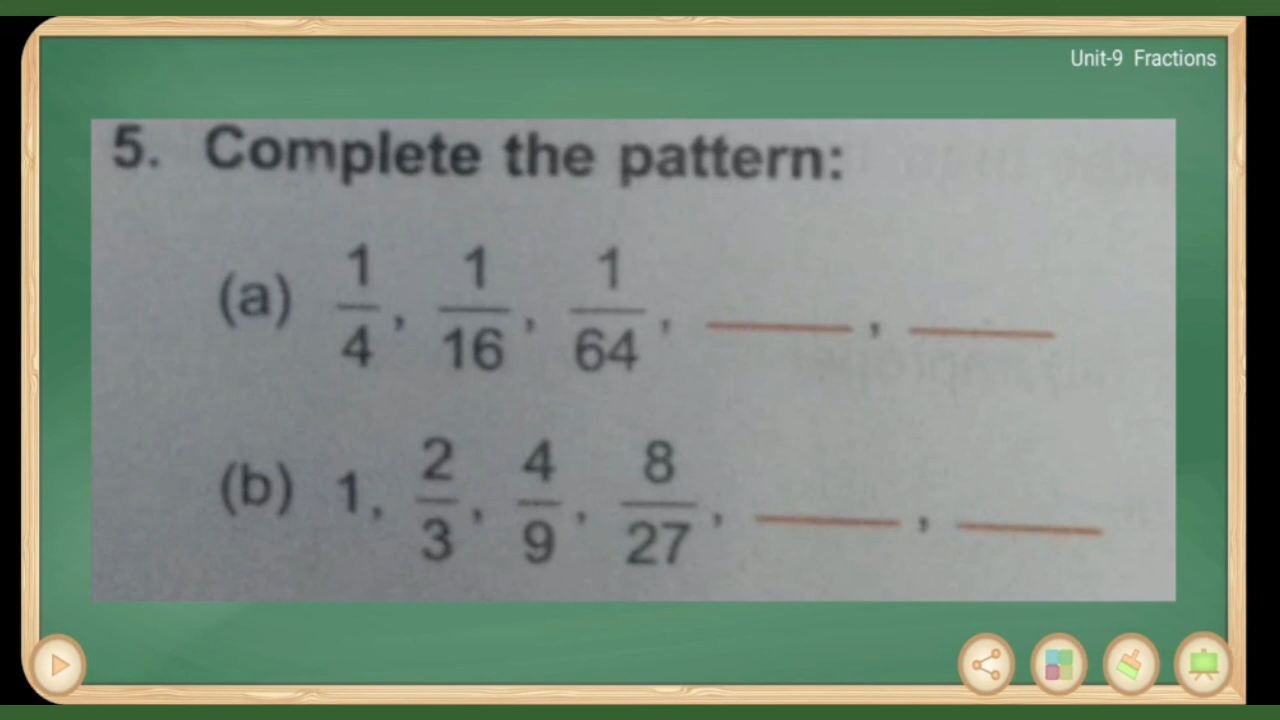 Unit-9 Fractions
5. Complete the pattern:
(a) 1/4, 1/16, 1/64, ____, ____
(b) 1, 2/3, 4/9, 8/27, ____, ____